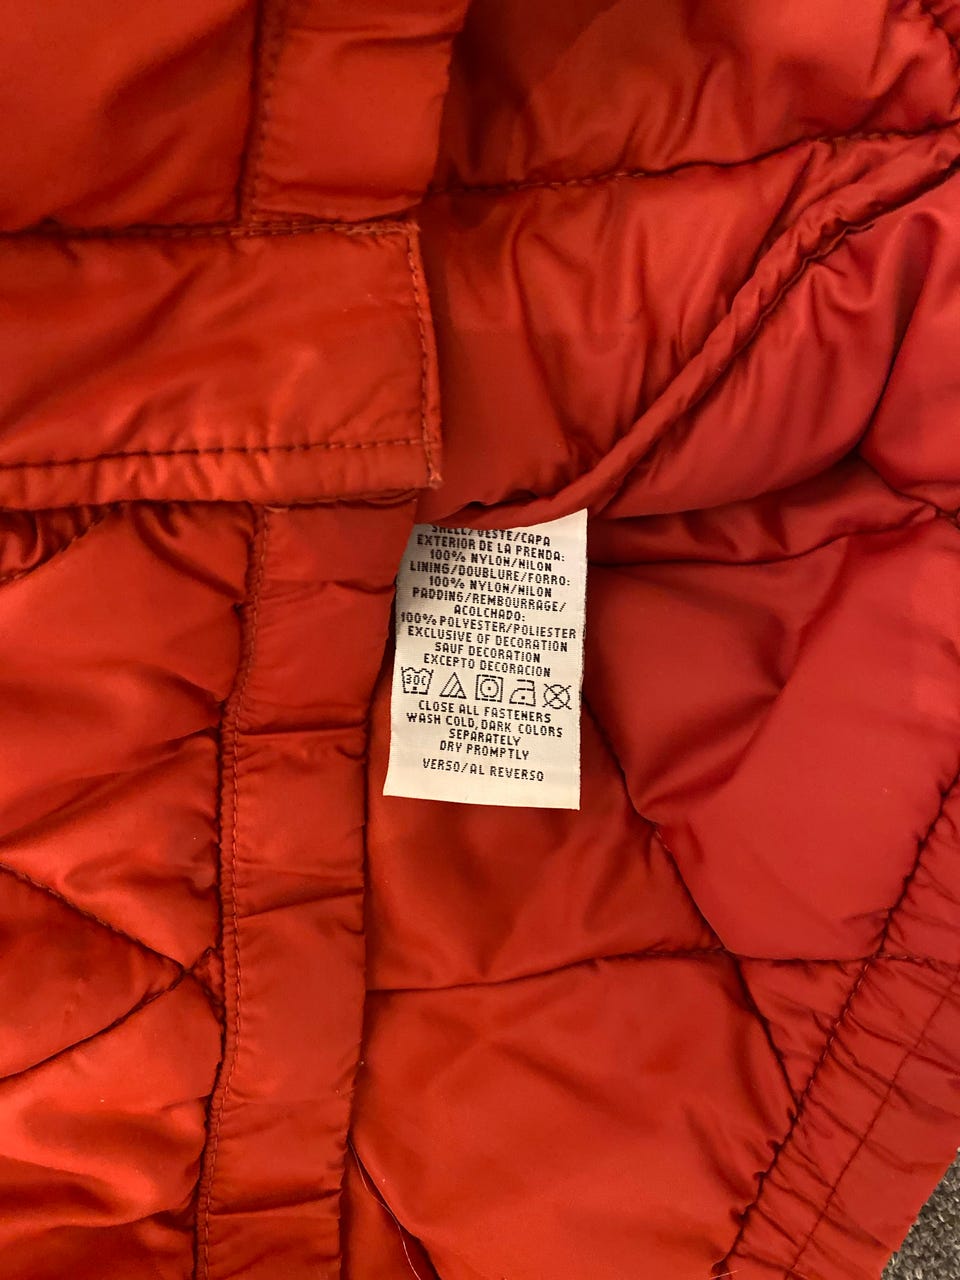 SHELL/VESTE/CAPA
EXTERIOR DE LA PRENDA:
100% NYLON/NILON
LINING/DOUBLURE/FORRO:
100% NYLON/NILON
PADDING/REMBOURRAGE/
ACOLCHADO:
100% POLYESTER/POLIESTER
EXCLUSIVE OF DECORATION
SAUF DECORATION
EXCEPTO DECORACION
30C
CLOSE ALL FASTENERS
WASH COLD, DARK COLORS
SEPARATELY
DRY PROMPTLY
VERSO/AL REVERSO